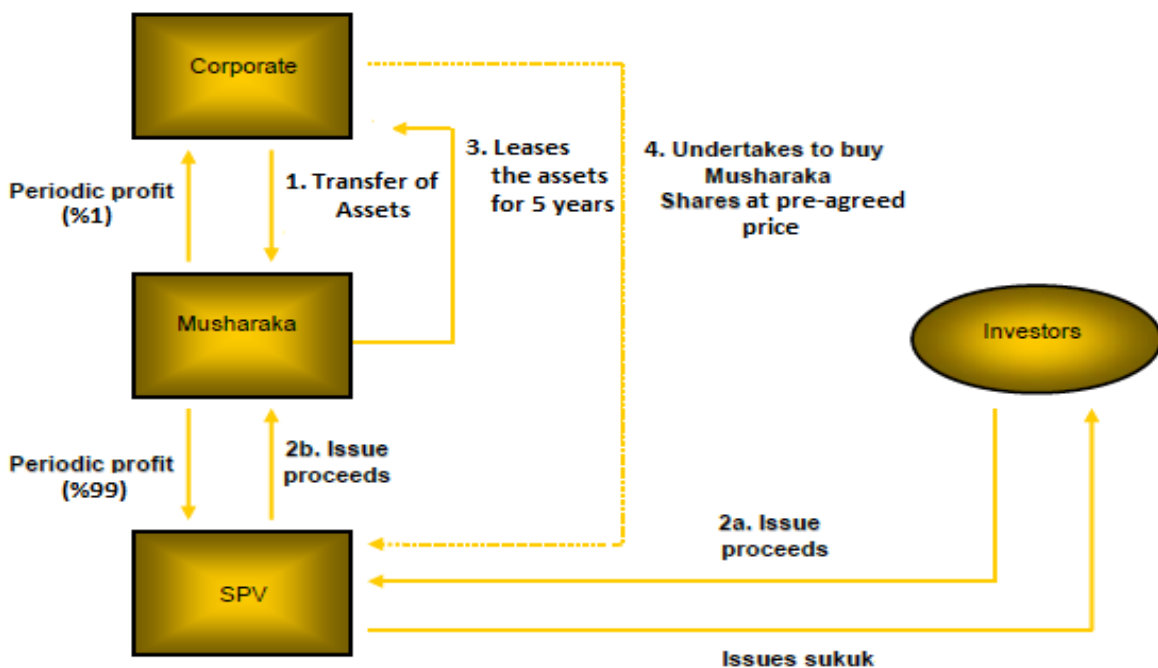 Corporate
Periodic profit
(%1)
1. Transfer of
Assets
3. Leases
the assets
for 5 years
4. Undertakes to buy
Musharaka
Shares at pre-agreed
price
Musharaka
Investors
Periodic profit
(%99)
2b. Issue
proceeds
2a. Issue
proceeds
SPV
Issues sukuk